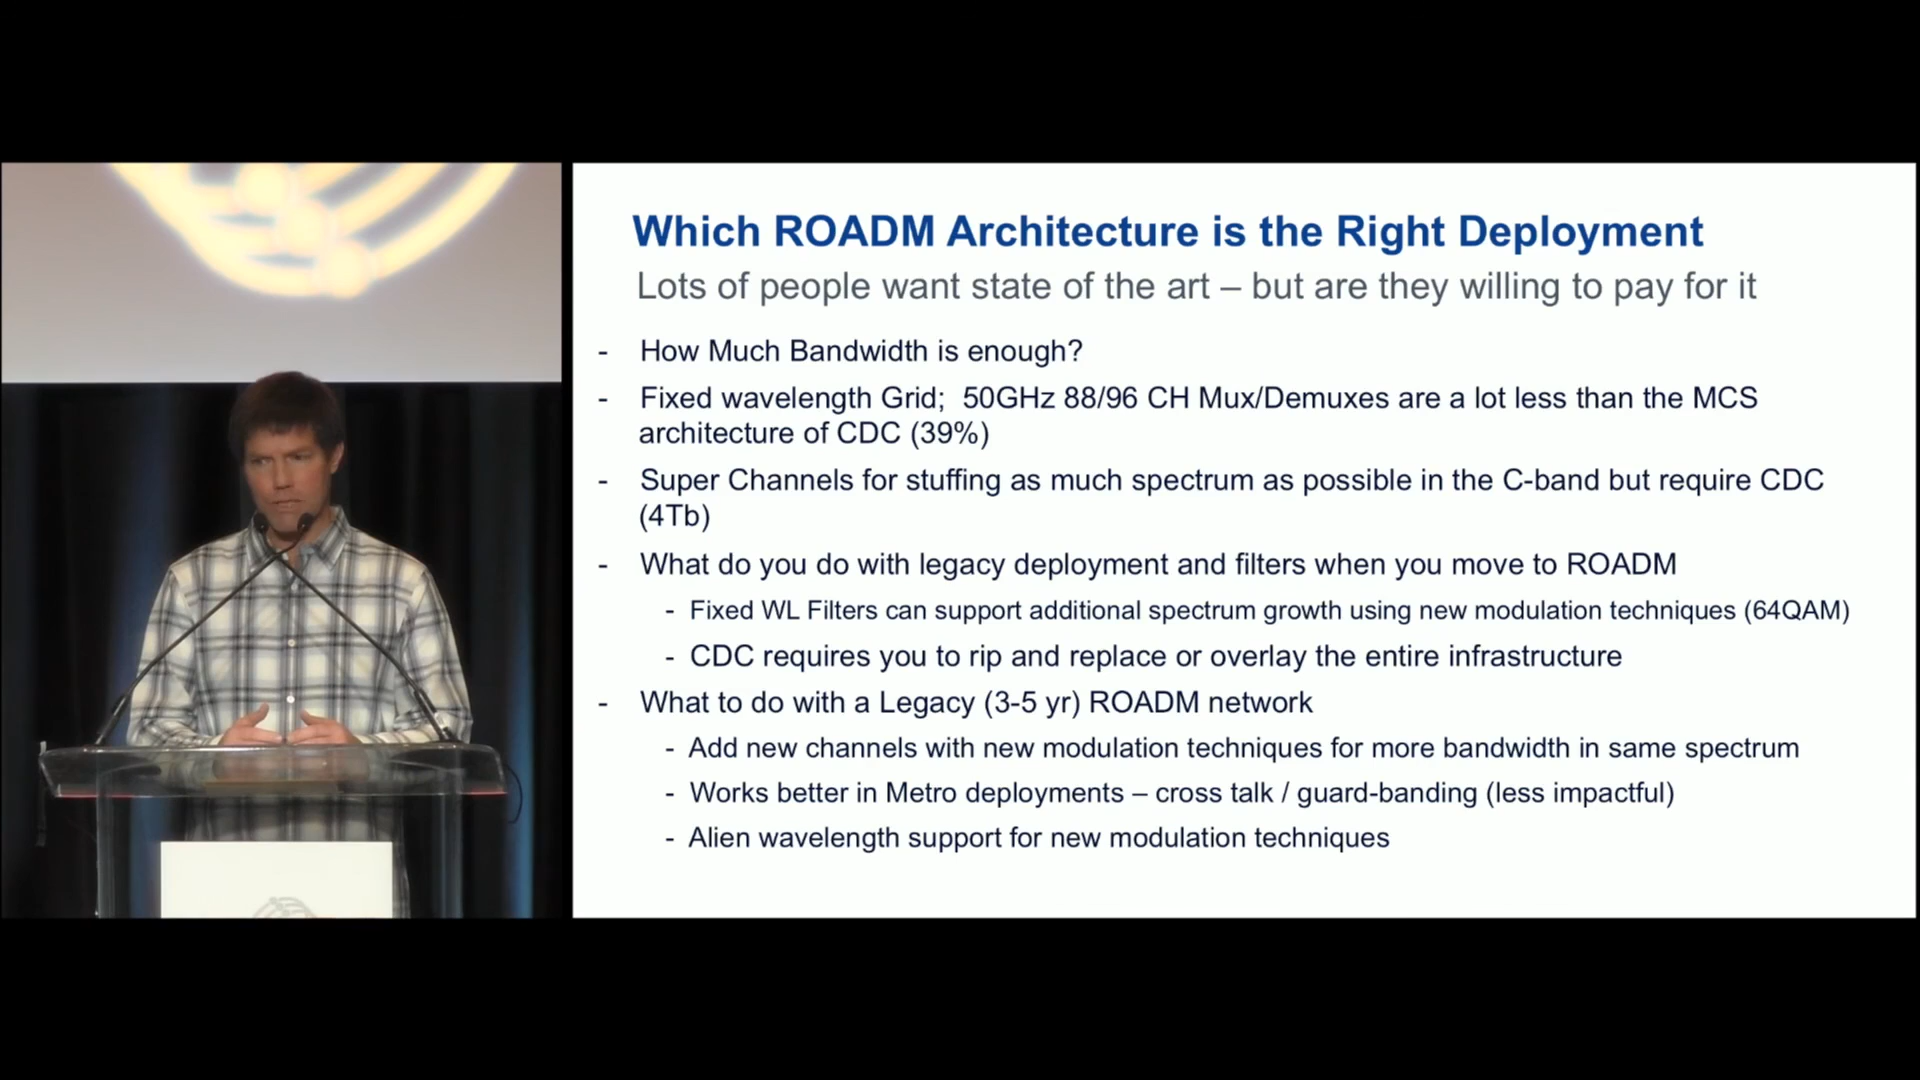 Which ROADM Architecture is the Right Deployment
Lots of people want state of the art – but are they willing to pay for it
- How Much Bandwidth is enough?
- Fixed wavelength Grid;  50GHz 88/96 CH Mux/Demuxes are a lot less than the MCS
architecture of CDC (39%)
- Super Channels for stuffing as much spectrum as possible in the C-band but require CDC
(4Tb)
- What do you do with legacy deployment and filters when you move to ROADM
- Fixed WL Filters can support additional spectrum growth using new modulation techniques (64QAM)
- CDC requires you to rip and replace or overlay the entire infrastructure
- What to do with a Legacy (3-5 yr) ROADM network
- Add new channels with new modulation techniques for more bandwidth in same spectrum
- Works better in Metro deployments – cross talk / guard-banding (less impactful)
- Alien wavelength support for new modulation techniques